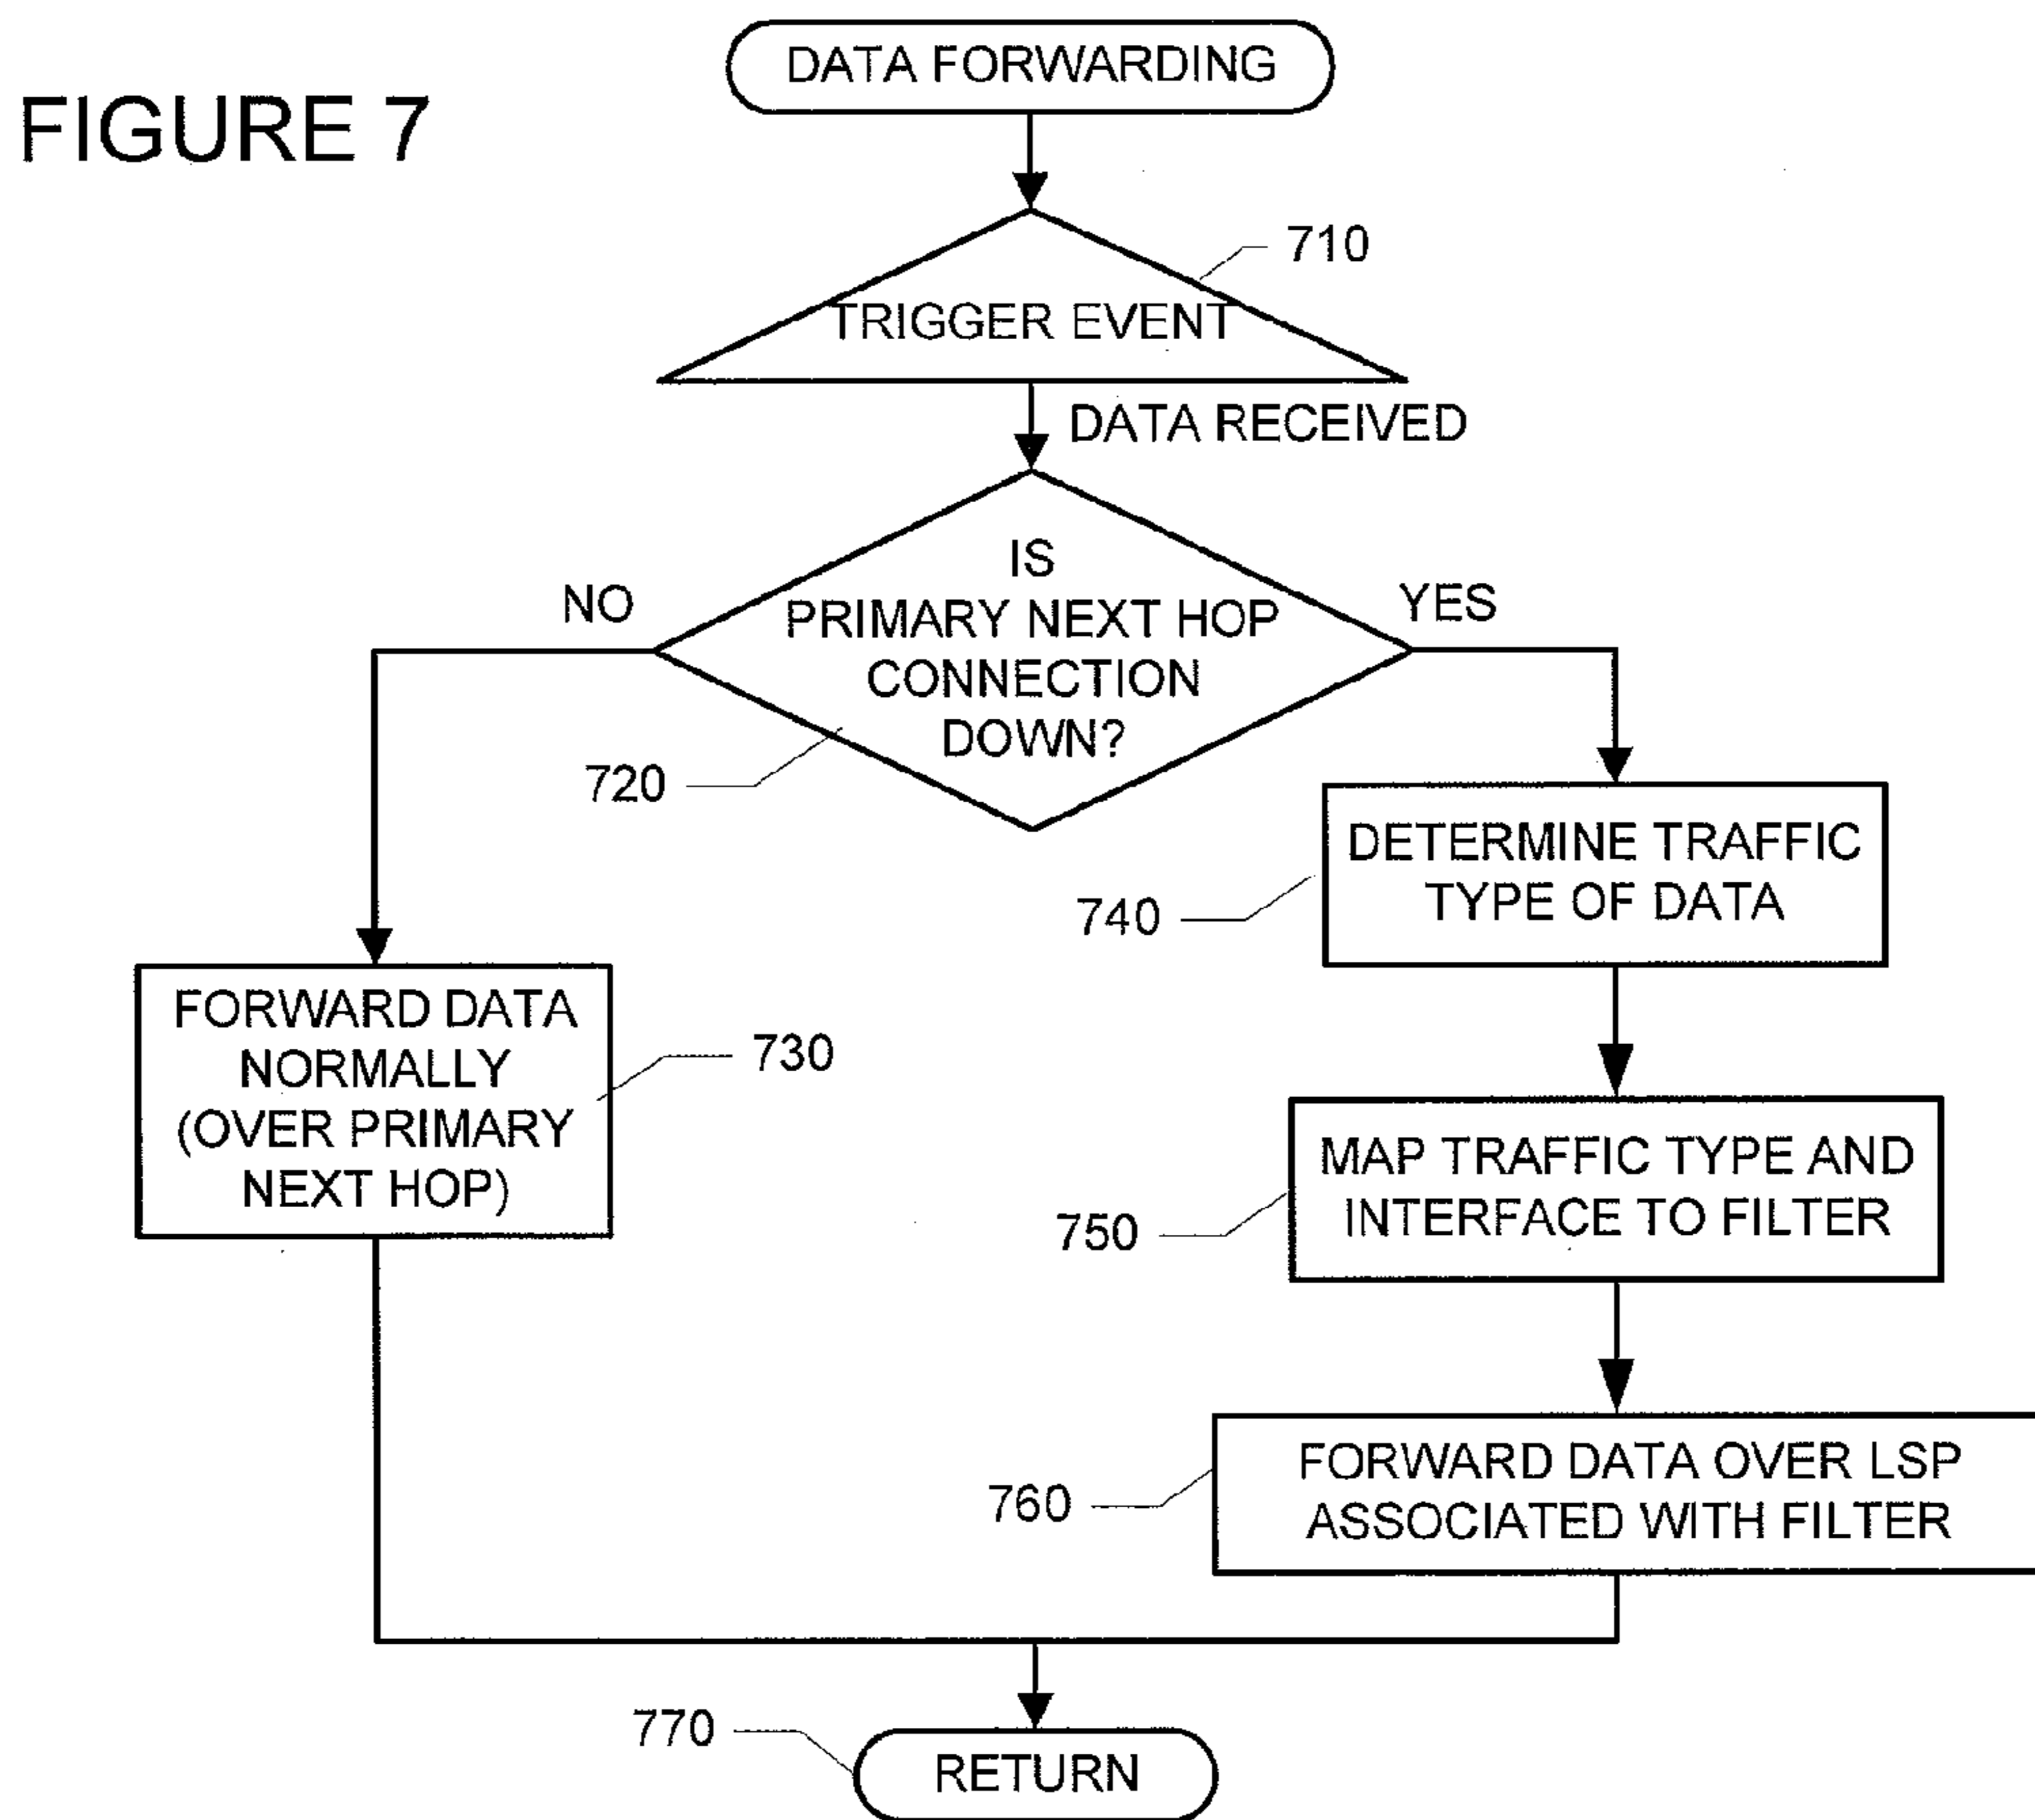 FIGURE 7
DATA FORWARDING
710
TRIGGER EVENT
DATA RECEIVED
NO
IS
PRIMARY NEXT HOP
CONNECTION
DOWN?
YES
720
DETERMINE TRAFFIC
TYPE OF DATA
740
FORWARD DATA
NORMALLY
(OVER PRIMARY
NEXT HOP)
730
MAP TRAFFIC TYPE AND
INTERFACE TO FILTER
750
FORWARD DATA OVER LSP
ASSOCIATED WITH FILTER
760
770
RETURN